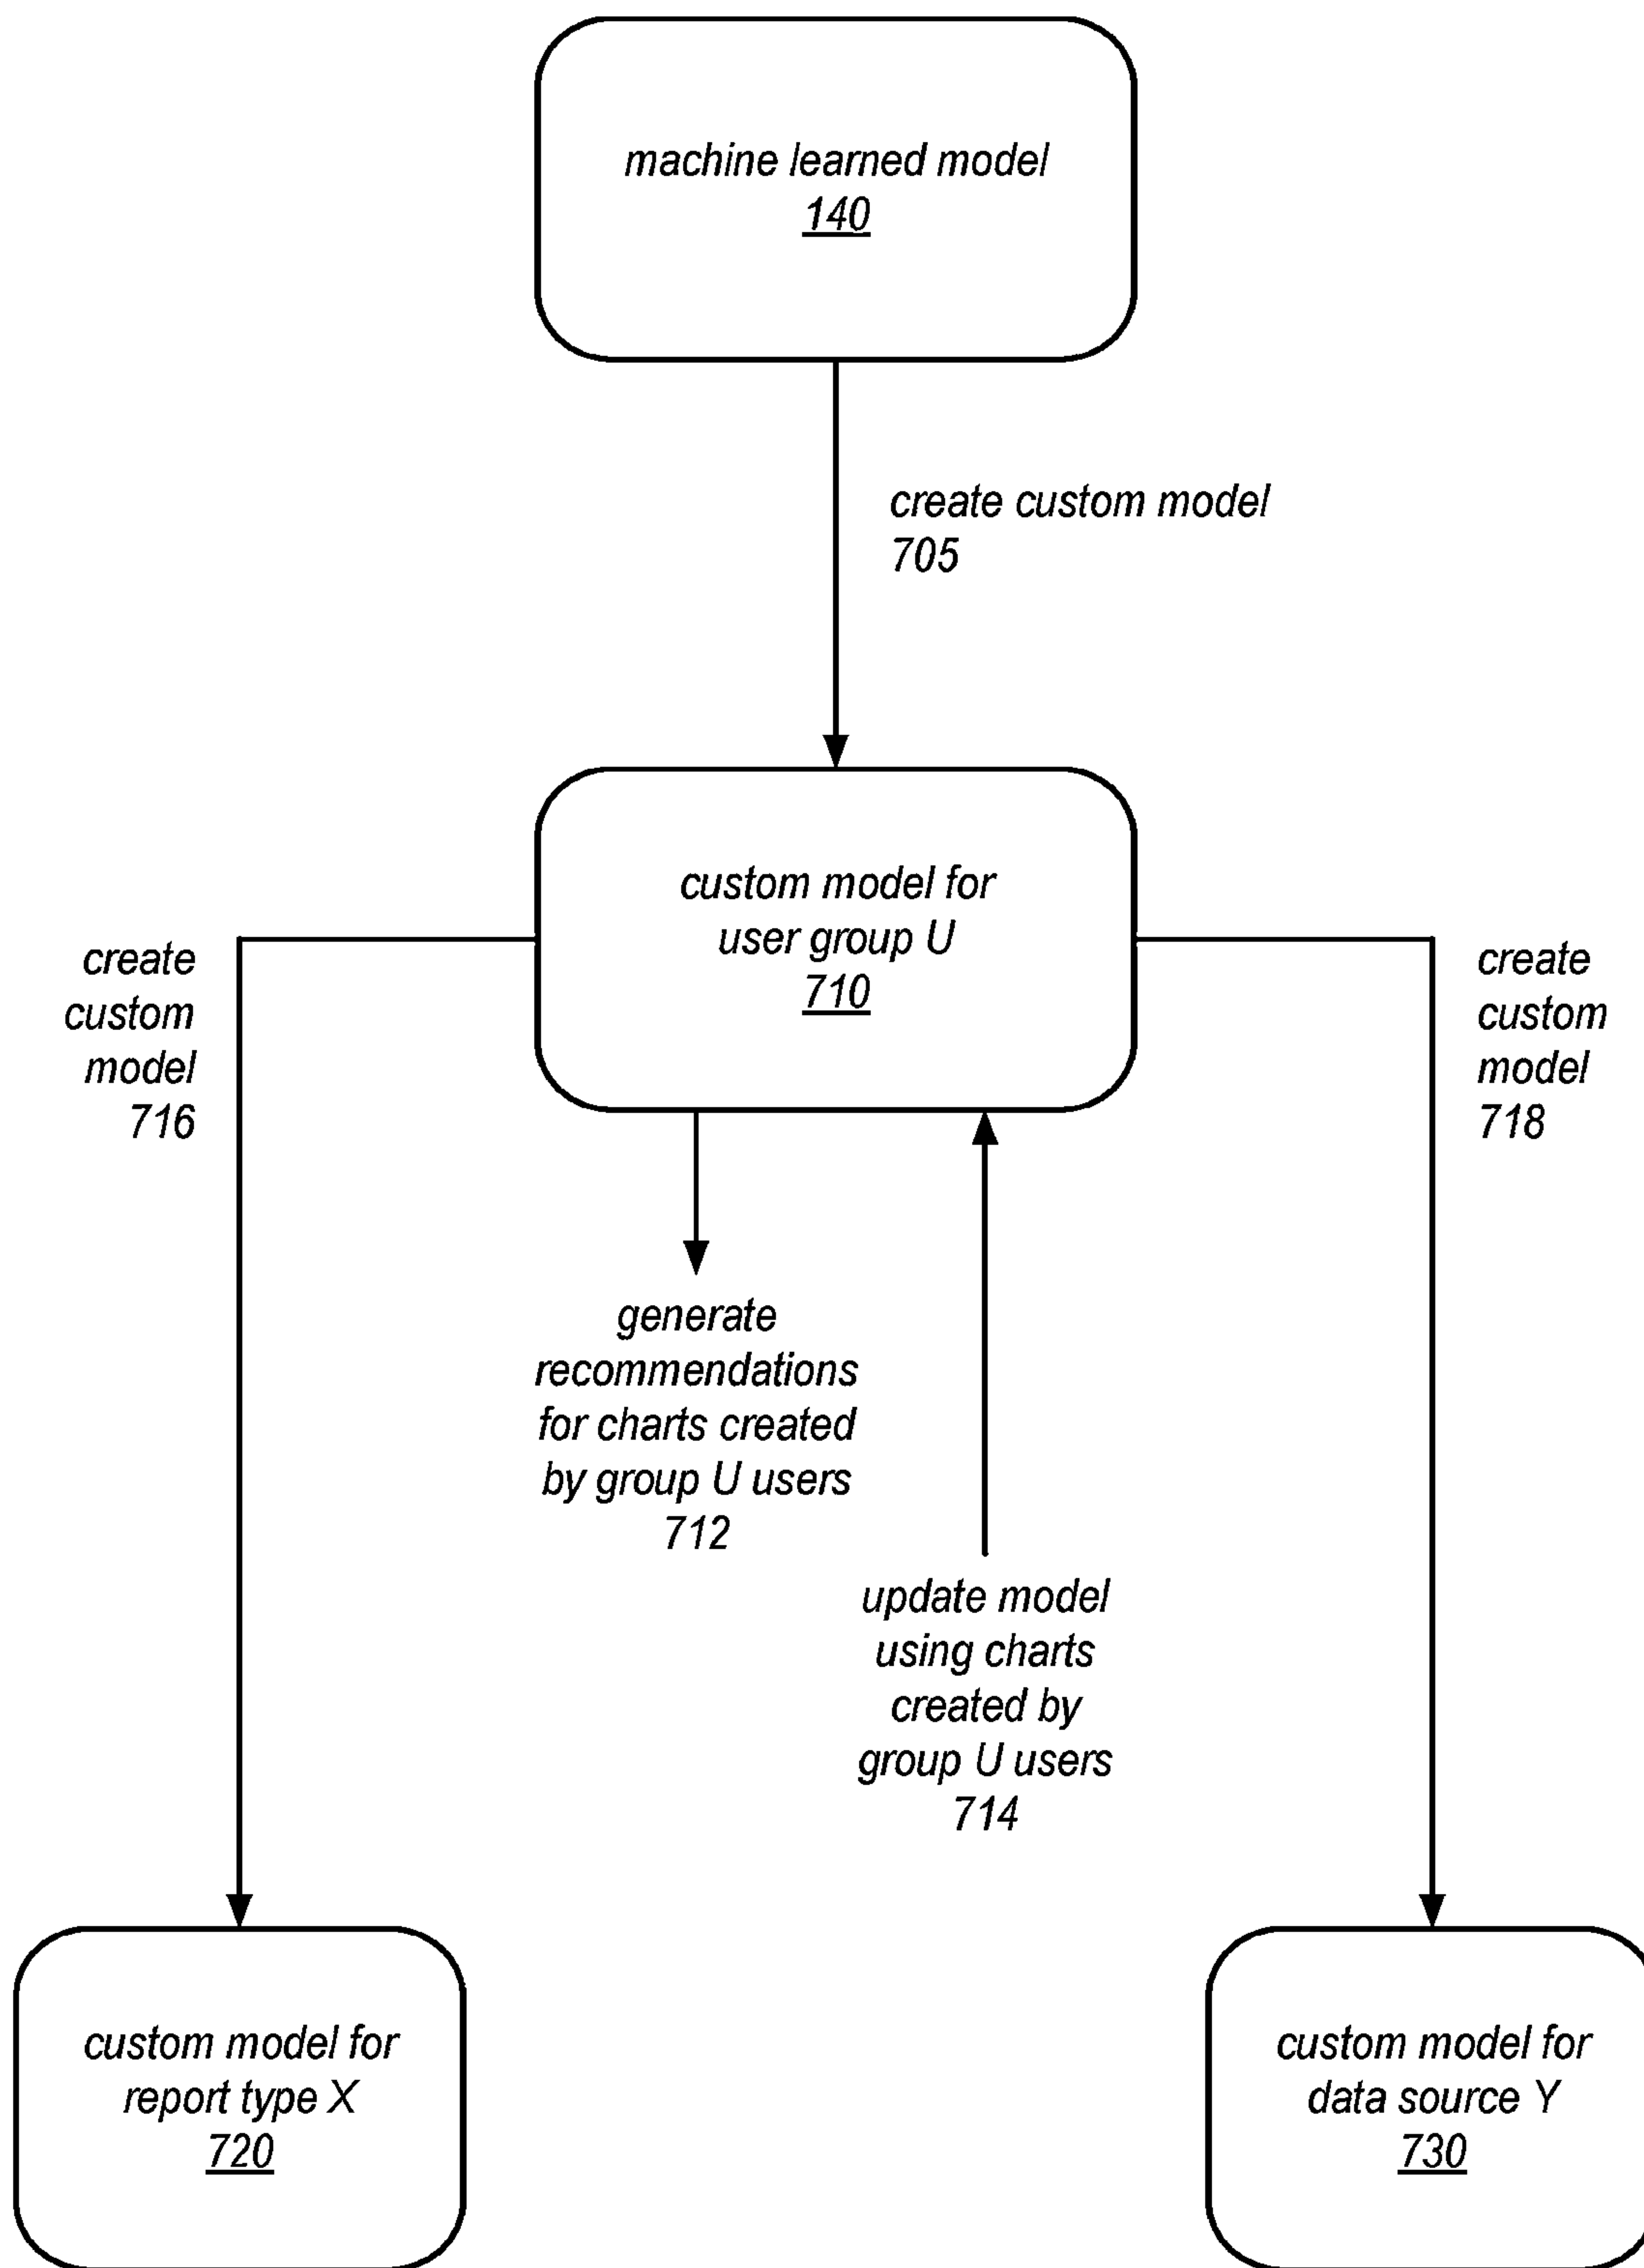 machine learned model
140
create custom model
705
custom model for
user group U
710
create
custom
model
716
create
custom
model
718
generate
recommendations
for charts created
by group U users
712
update model
using charts
created by
group U users
714
custom model for
report type X
720
custom model for
data source Y
730